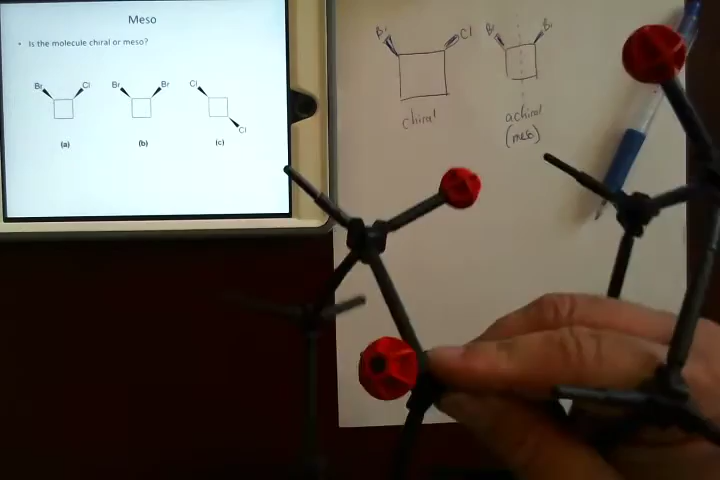 Meso
• Is the molecule chiral or meso?
Br Cl Br Br Cl
Cl
(a) (b) (c)
Br Cl Br Br
chiral
achiral
(meso)